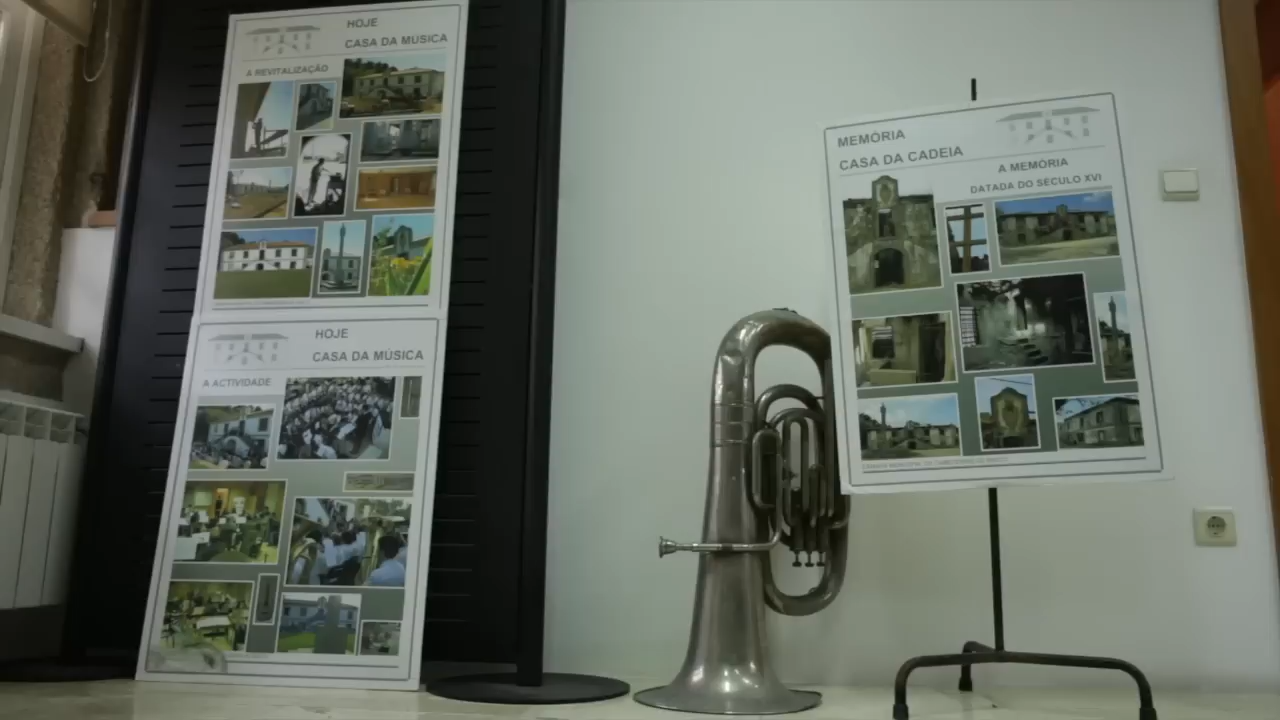 HOJE
CASA DA MÚSICA
A REVITALIZAÇÃO
HOJE
CASA DA MÚSICA
A ACTIVIDADE
MEMÓRIA
CASA DA CADEIA
A MEMÓRIA
DATADA DO SÉCULO XVI